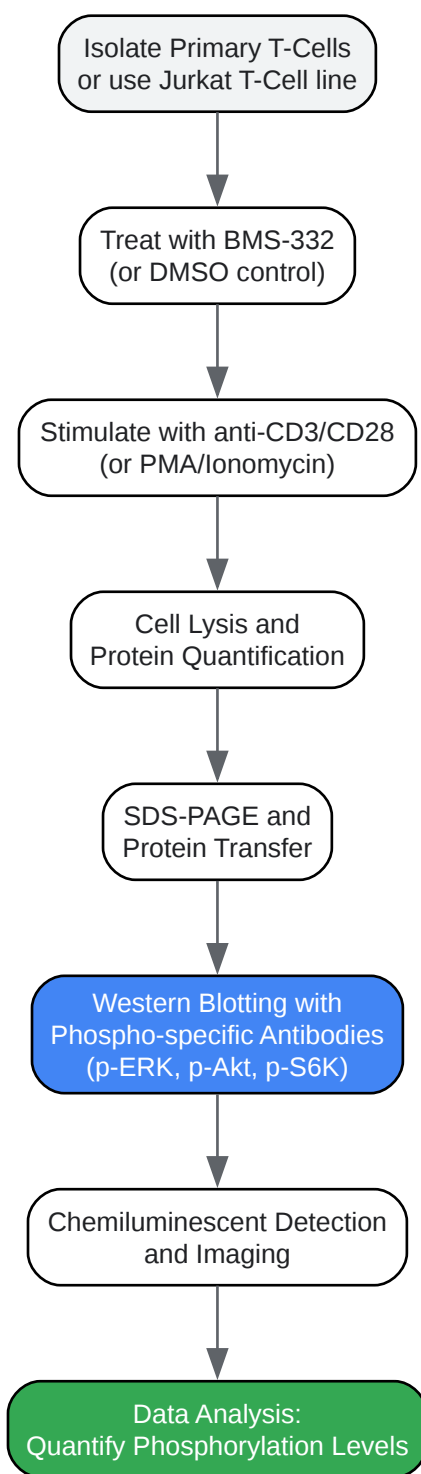 Isolate Primary T-Cells
or use Jurkat T-Cell line
Treat with BMS-332
(or DMSO control)
Stimulate with anti-CD3/CD28
(or PMA/Ionomycin)
Cell Lysis and
Protein Quantification
SDS-PAGE and
Protein Transfer
Western Blotting with
Phospho-specific Antibodies
(p-ERK, p-Akt, p-S6K)
Chemiluminescent Detection
and Imaging
Data Analysis:
Quantify Phosphorylation Levels